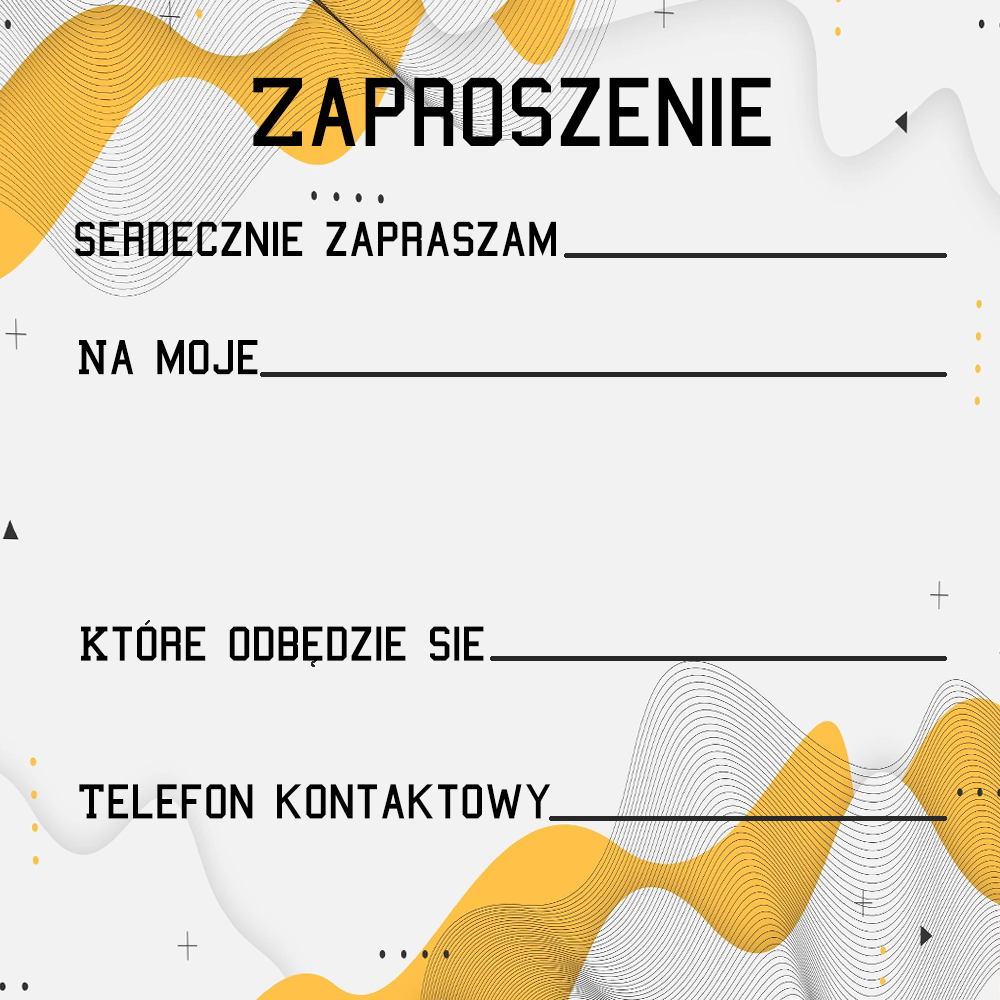 ZAPROSZENIE
SERDECZNIE ZAPRASZAM
NA MOJE
KTÓRE ODBĘDZIE SIE
TELEFON KONTAKTOWY